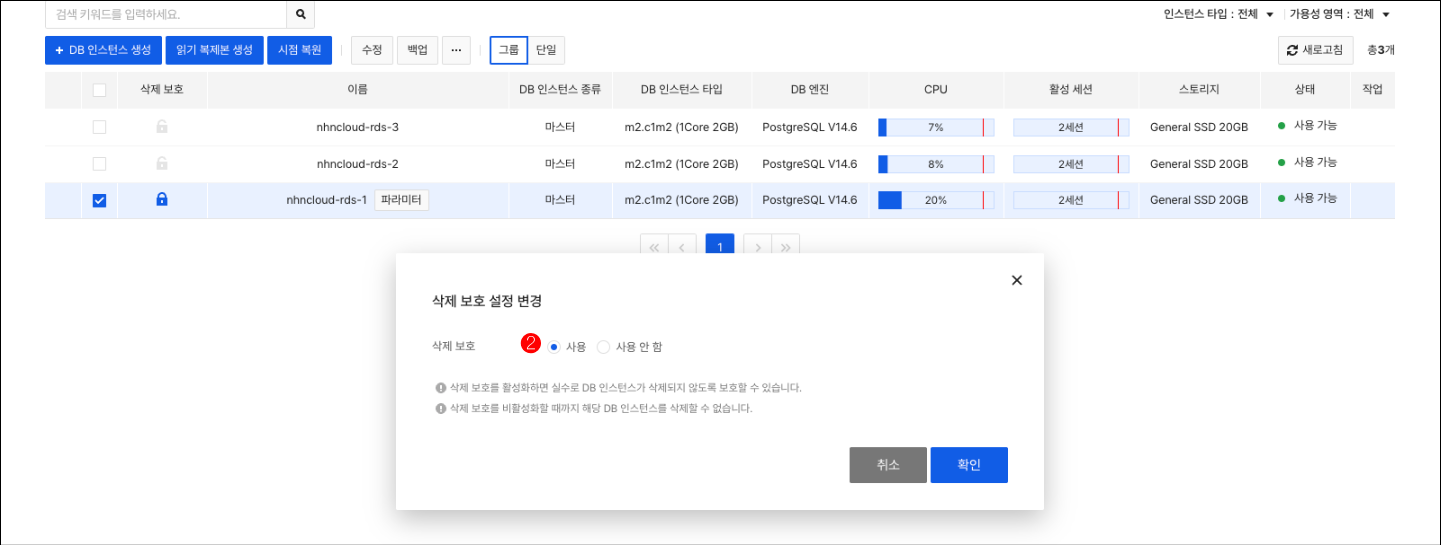 검색 키워드를 입력하세요. 인스턴스 타입 : 전체 가용성 영역 : 전체
+ DB 인스턴스 생성 읽기 복제본 생성 시점 복원 수정 백업 ··· 그룹 단일 새로고침 총3개
삭제 보호 이름 DB 인스턴스 종류 DB 인스턴스 타입 DB 엔진 CPU 활성 세션 스토리지 상태 작업
nhncloud-rds-3 마스터 m2.c1m2 (1Core 2GB) PostgreSQL V14.6 7% 2세션 General SSD 20GB 사용 가능
nhncloud-rds-2 마스터 m2.c1m2 (1Core 2GB) PostgreSQL V14.6 8% 2세션 General SSD 20GB 사용 가능
nhncloud-rds-1 파라미터 마스터 m2.c1m2 (1Core 2GB) PostgreSQL V14.6 20% 2세션 General SSD 20GB 사용 가능
1
삭제 보호 설정 변경
삭제 보호 2 사용 사용 안 함
삭제 보호를 활성화하면 실수로 DB 인스턴스가 삭제되지 않도록 보호할 수 있습니다.
삭제 보호를 비활성화할 때까지 해당 DB 인스턴스를 삭제할 수 없습니다.
취소 확인